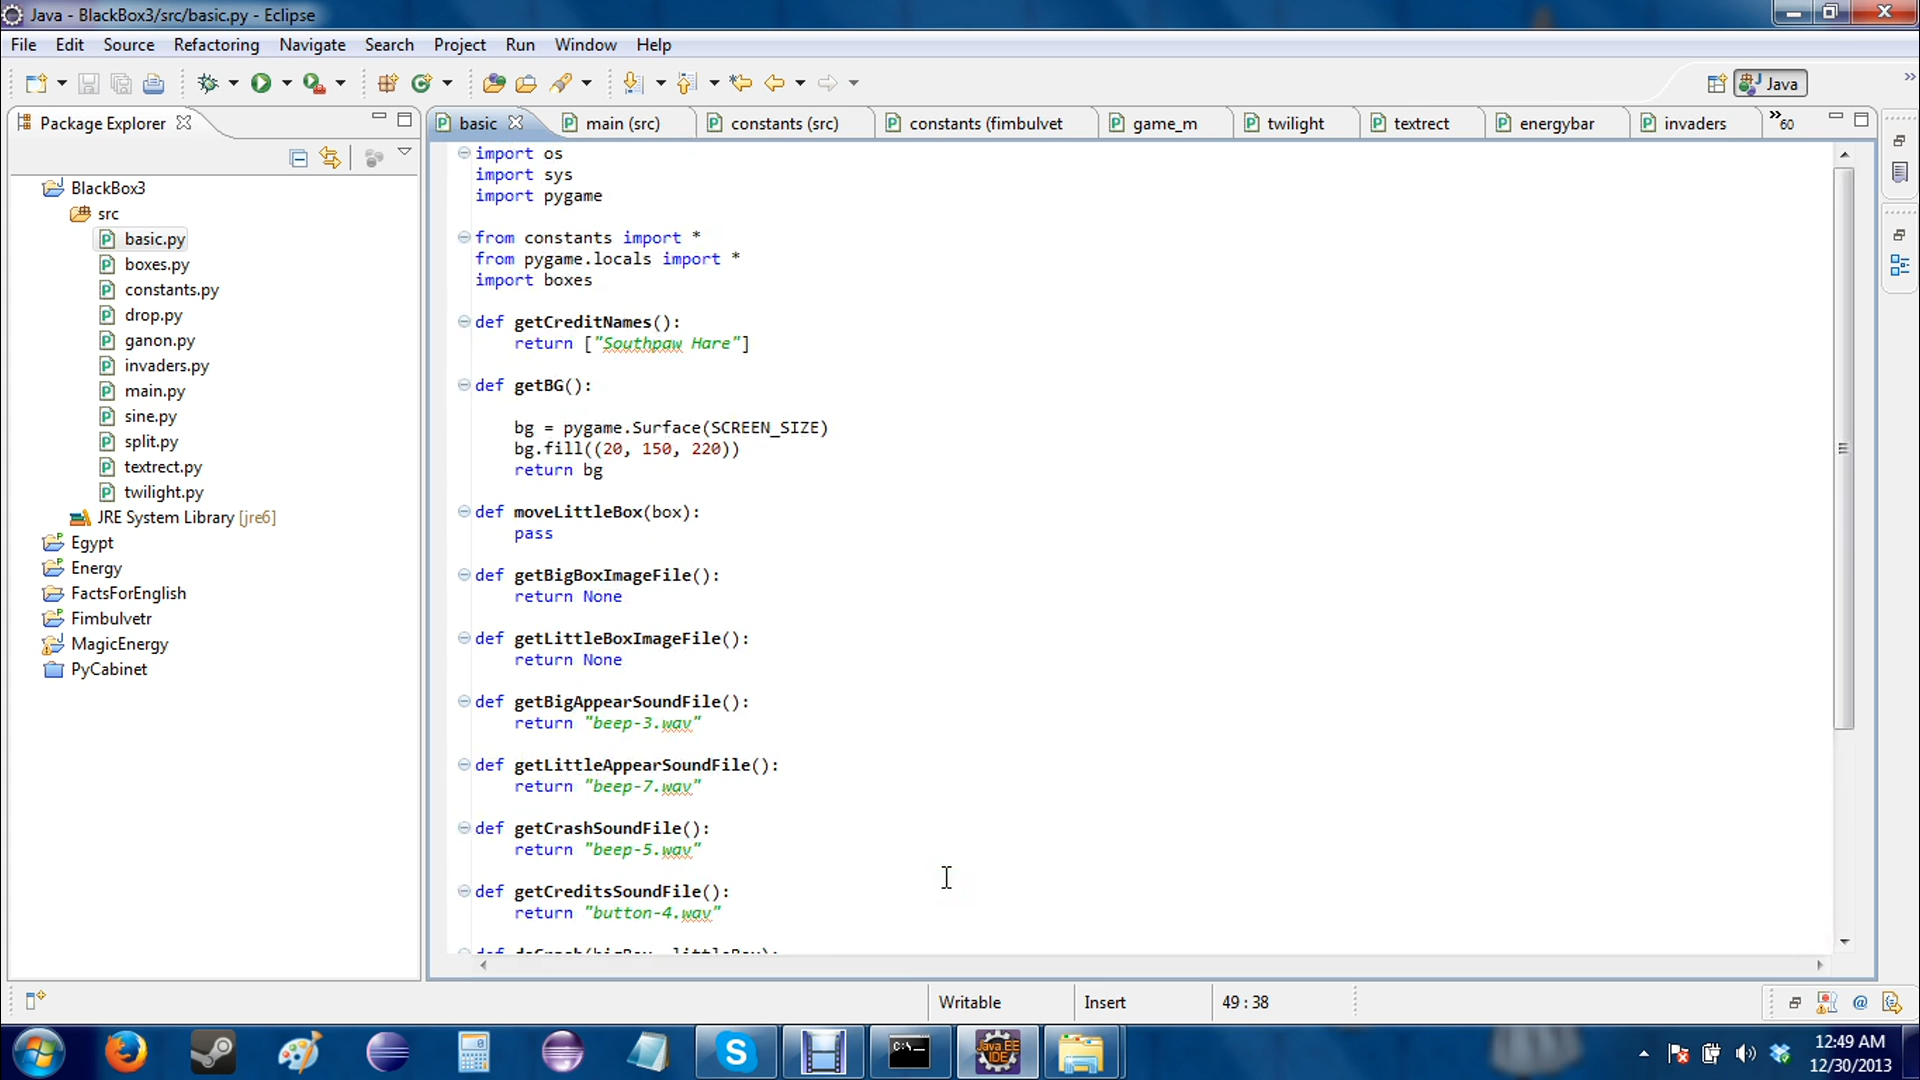 Java - BlackBox3/src/basic.py - Eclipse
File Edit Source Refactoring Navigate Search Project Run Window Help
Java
Package Explorer
basic main (src) constants (src) constants (fimbulvet game_m twilight textrect energybar invaders 60
BlackBox3
src
basic.py
boxes.py
constants.py
drop.py
ganon.py
invaders.py
main.py
sine.py
split.py
textrect.py
twilight.py
JRE System Library [jre6]
Egypt
Energy
FactsForEnglish
Fimbulvetr
MagicEnergy
PyCabinet
import os
import sys
import pygame
from constants import *
from pygame.locals import *
import boxes
def getCreditNames():
return ["Southpaw Hare"]
def getBG():
bg = pygame.Surface(SCREEN_SIZE)
bg.fill((20, 150, 220))
return bg
def moveLittleBox(box):
pass
def getBigBoxImageFile():
return None
def getLittleBoxImageFile():
return None
def getBigAppearSoundFile():
return "beep-3.wav"
def getLittleAppearSoundFile():
return "beep-7.wav"
def getCrashSoundFile():
return "beep-5.wav"
def getCreditsSoundFile():
return "button-4.wav"
def doCrash(bigBox, littleBox):
Writable Insert 49 : 38
Java EE
IDE
12:49 AM
12/30/2013